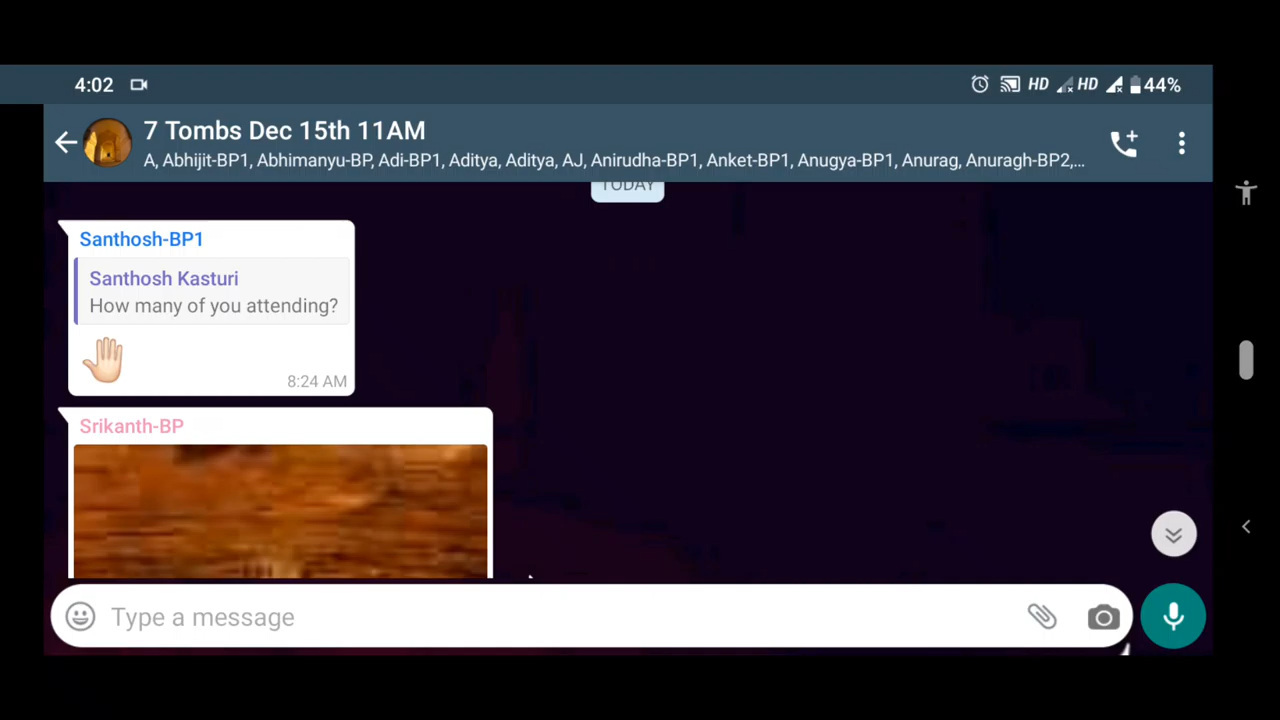 4:02
HD HD 44%
7 Tombs Dec 15th 11AM
A, Abhijit-BP1, Abhimanyu-BP, Adi-BP1, Aditya, Aditya, AJ, Anirudha-BP1, Anket-BP1, Anugya-BP1, Anurag, Anuragh-BP2,...
TODAY
Santhosh-BP1
Santhosh Kasturi
How many of you attending?
8:24 AM
Srikanth-BP
Type a message